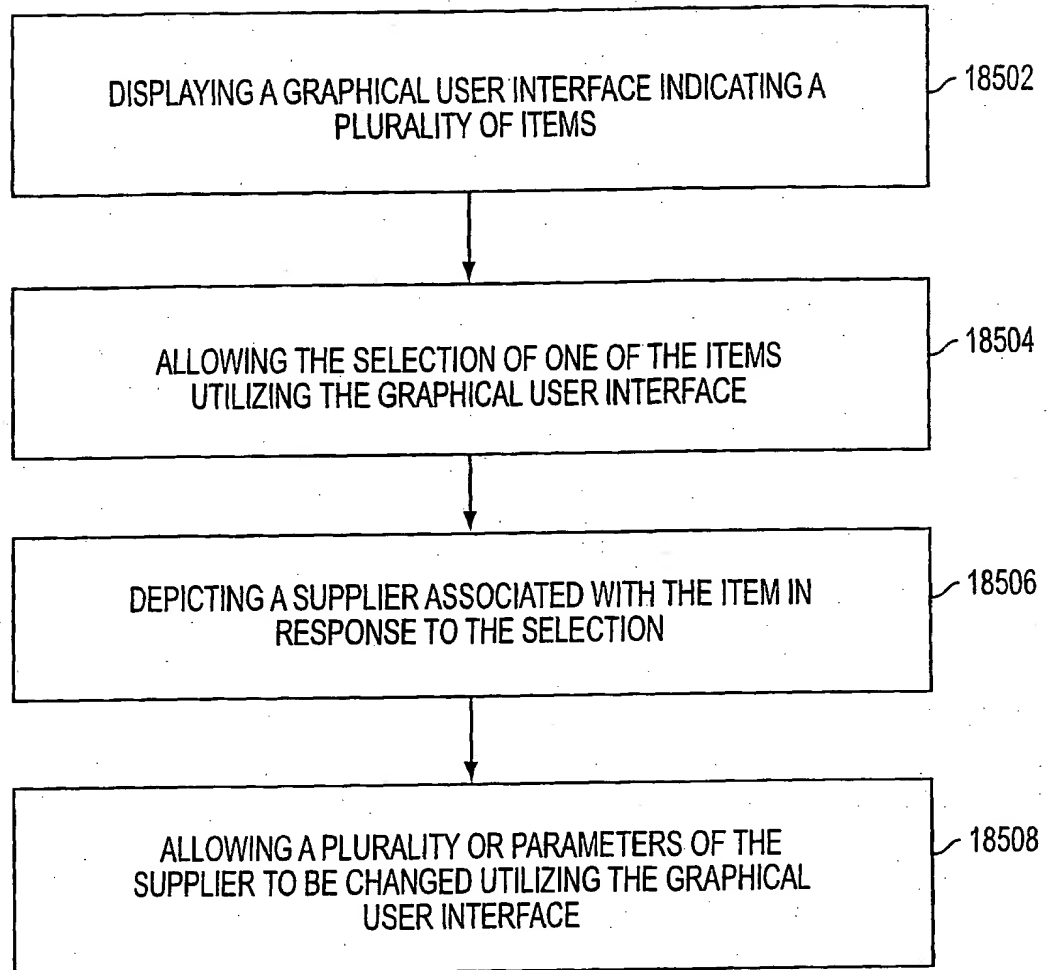 DISPLAYING A GRAPHICAL USER INTERFACE INDICATING A
PLURALITY OF ITEMS
18502
ALLOWING THE SELECTION OF ONE OF THE ITEMS
UTILIZING THE GRAPHICAL USER INTERFACE
18504
DEPICTING A SUPPLIER ASSOCIATED WITH THE ITEM IN
RESPONSE TO THE SELECTION
18506
ALLOWING A PLURALITY OR PARAMETERS OF THE
SUPPLIER TO BE CHANGED UTILIZING THE GRAPHICAL
USER INTERFACE
18508